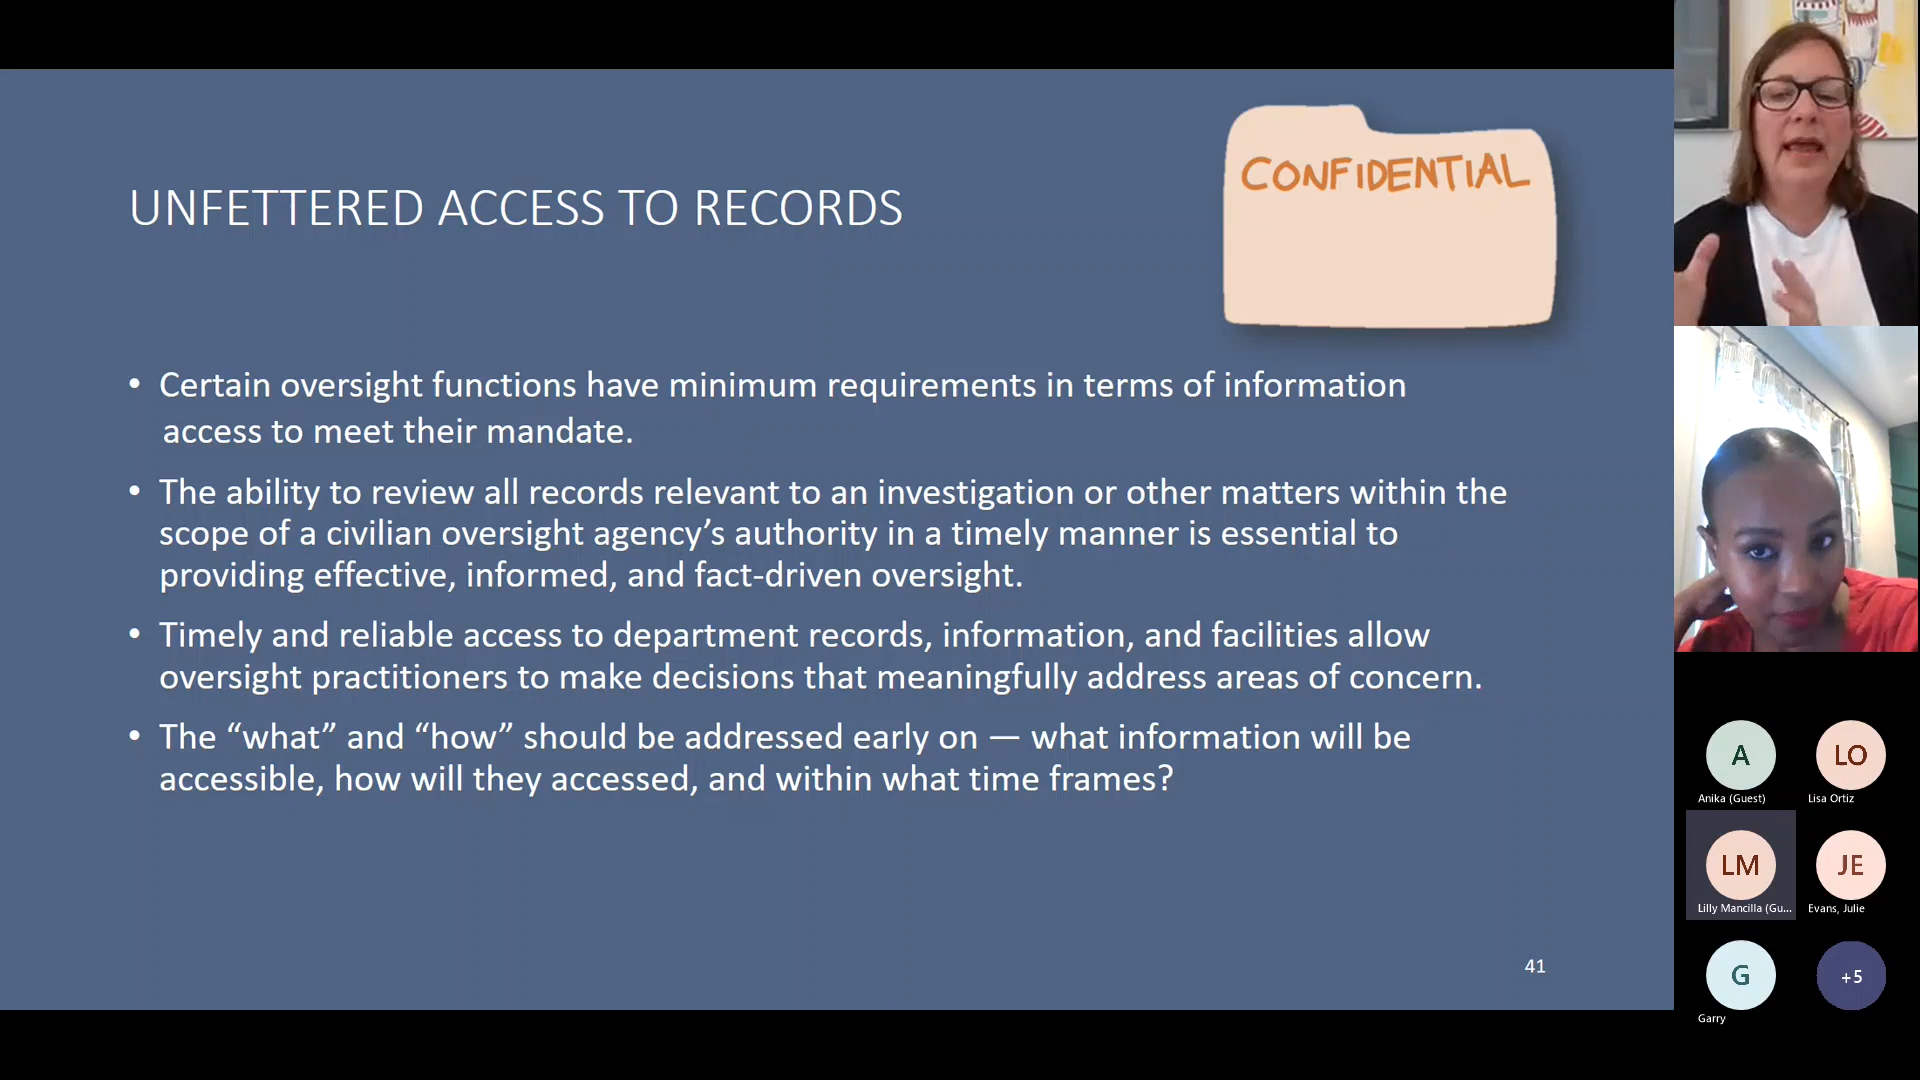 CONFIDENTIAL
UNFETTERED ACCESS TO RECORDS
• Certain oversight functions have minimum requirements in terms of information
access to meet their mandate.
• The ability to review all records relevant to an investigation or other matters within the
scope of a civilian oversight agency’s authority in a timely manner is essential to
providing effective, informed, and fact-driven oversight.
• Timely and reliable access to department records, information, and facilities allow
oversight practitioners to make decisions that meaningfully address areas of concern.
• The “what” and “how” should be addressed early on — what information will be
accessible, how will they accessed, and within what time frames?
41
A
Anika (Guest)
LO
Lisa Ortiz
LM
Lilly Mancilla (Gu...
JE
Evans, Julie
G
Garry
+5